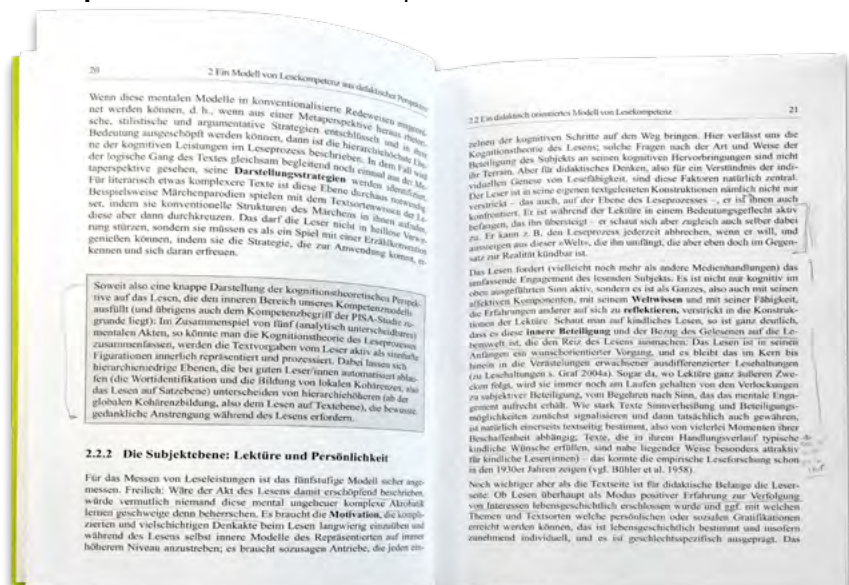 20
2 Ein Modell von Lesekompetenz aus didaktischer Perspektive
Wenn diese mentalen Modelle in konventionalisierte Redeweisen
net werden können, d. h., wenn aus einer Metaperspektive heraus
sche, stilistische und argumentative Strategien entschlüsselt und in ihrer
Bedeutung ausgeschöpft werden können, dann ist die hierarchiehöchste
ne der kognitiven Leistungen im Leseprozess beschrieben. In dem Fall wird
der logische Gang des Textes gleichsam begleitend noch einmal aus der Me-
taperspektive gesehen, seine Darstellungsstrategien werden identifiziert.
Für literarisch etwas komplexere Texte ist diese Ebene durchaus notwendig.
Beispielsweise Märchenparodien spielen mit dem Textsortenwissen der Le-
ser, indem sie konventionelle Strukturen des Märchens in ihnen aufrufen,
diese aber dann durchkreuzen. Das darf die Leser nicht in heillose Verwir-
rung stürzen, sondern sie müssen es als ein Spiel mit einer Erzählkonvention
genießen können, indem sie die Strategie, die zur Anwendung kommt, er-
kennen und sich daran erfreuen.
Soweit also eine knappe Darstellung der kognitionstheoretischen Perspek-
tive auf das Lesen, die den inneren Bereich unseres Kompetenzmodells
ausfüllt (und übrigens auch dem Kompetenzbegriff der PISA-Studie zu-
grunde liegt): Im Zusammenspiel von fünf (analytisch unterscheidbaren)
mentalen Akten, so könnte man die Kognitionstheorie des Leseprozesses
zusammenfassen, werden die Textvorgaben vom Leser aktiv als sinnhafte
Figurationen innerlich repräsentiert und prozessiert. Dabei lassen sich
hierarchieniedrige Ebenen, die bei guten Leser/innen automatisiert ablau-
fen (die Wortidentifikation und die Bildung von lokalen Kohärenzen, also
das Lesen auf Satzebene) unterscheiden von hierarchiehöheren (ab der
globalen Kohärenzbildung, also dem Lesen auf Textebene), die bewusste
gedankliche Anstrengung während des Lesens erfordern.
2.2.2 Die Subjektebene: Lektüre und Persönlichkeit
Für das Messen von Leseleistungen ist das fünfstufige Modell sicher ange-
messen. Freilich: Wäre der Akt des Lesens damit erschöpfend beschrieben,
würde vermutlich niemand diese mental ungeheuer komplexe Akrobatik
lernen geschweige denn beherrschen. Es braucht die Motivation, die kompli-
zierten und vielschichtigen Denkakte beim Lesen langwierig einzuüben und
während des Lesens selbst innere Modelle des Repräsentierten auf immer
höherem Niveau anzustreben; es braucht sozusagen Antriebe, die jeden ein-
2.2 Ein didaktisch orientiertes Modell von Lesekompetenz
21
zelnen der kognitiven Schritte auf den Weg bringen. Hier verlässt uns die
Kognitionstheorie des Lesens; solche Fragen nach der Art und Weise der
Beteiligung des Subjekts an seinen kognitiven Hervorbringungen sind nicht
ihr Terrain. Aber für didaktisches Denken, also für ein Verständnis der indi-
viduellen Genese von Lesefähigkeit, sind diese Faktoren natürlich zentral.
Der Leser ist in seine eigenen textgeleiteten Konstruktionen nämlich nicht nur
verstrickt – das auch, auf der Ebene des Leseprozesses –, er ist ihnen auch
konfrontiert. Er ist während der Lektüre in einem Bedeutungsgeflecht aktiv
befangen, das ihn übersteigt – er schaut sich aber zugleich auch selber dabei
zu. Er kann z. B. den Leseprozess jederzeit abbrechen, wenn er will, und
aussteigen aus dieser »Welt«, die ihn umfängt, die aber eben doch im Gegen-
satz zur Realität kündbar ist.
Das Lesen fordert (vielleicht noch mehr als andere Medienhandlungen) das
umfassende Engagement des lesenden Subjekts. Es ist nicht nur kognitiv im
oben ausgeführten Sinn aktiv, sondern es ist als Ganzes, also auch mit seinen
affektiven Komponenten, mit seinem Weltwissen und mit seiner Fähigkeit,
die Erfahrungen anderer auf sich zu reflektieren, verstrickt in die Konstruk-
tionen der Lektüre. Schaut man auf kindliches Lesen, so ist ganz deutlich,
dass es diese innere Beteiligung und der Bezug des Gelesenen auf die Le-
benswelt ist, die den Reiz des Lesens ausmachen: Das Lesen ist in seinen
Anfängen ein wunschorientierter Vorgang, und es bleibt das im Kern bis
hinein in die Verästelungen erwachsener ausdifferenzierter Lesehaltungen
(zu Lesehaltungen s. Graf 2004a). Sogar da, wo Lektüre ganz äußeren Zwe-
cken folgt, wird sie immer noch am Laufen gehalten von den Verlockungen
zu subjektiver Beteiligung, vom Begehren nach Sinn, das das mentale Enga-
gement aufrecht erhält. Wie stark Texte Sinnverheißung und Beteiligungs-
möglichkeiten zunächst signalisieren und dann tatsächlich auch gewähren,
ist natürlich einerseits textseitig bestimmt, also von vielerlei Momenten ihrer
Beschaffenheit abhängig; Texte, die in ihrem Handlungsverlauf typische
kindliche Wünsche erfüllen, sind nahe liegender Weise besonders attraktiv
für kindliche Leser(innen) – das konnte die empirische Leseforschung schon
in den 1930er Jahren zeigen (vgl. Bühler et al. 1958).
Noch wichtiger aber als die Textseite ist für didaktische Belange die Leser-
seite. Ob Lesen überhaupt als Modus positiver Erfahrung zur Verfolgung
von Interessen lebensgeschichtlich erschlossen wurde und ggf. mit welchen
Themen und Textsorten welche persönlichen oder sozialen Gratifikationen
erreicht werden können, das ist lebensgeschichtlich bestimmt und insofern
zunehmend individuell, und es ist geschlechtsspezifisch ausgeprägt. Das